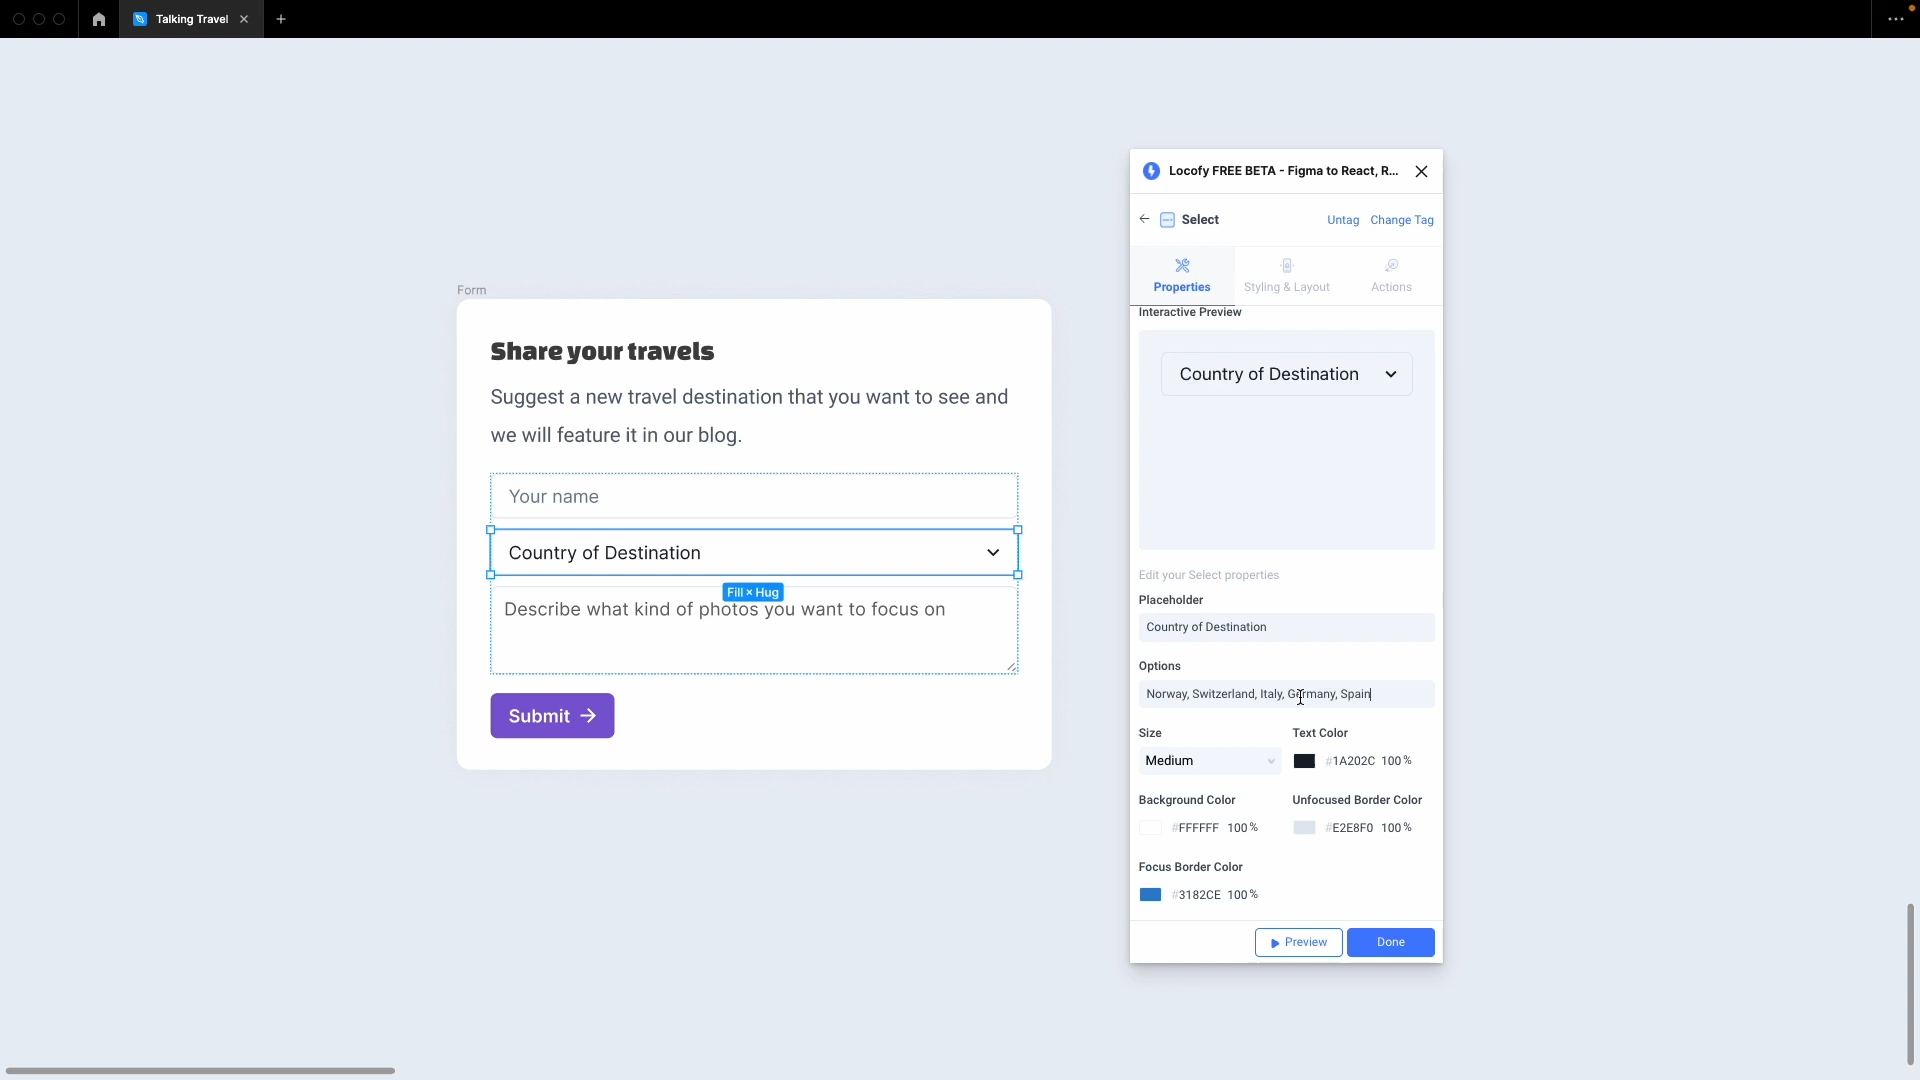 Talking Travel
Form
Share your travels
Suggest a new travel destination that you want to see and
we will feature it in our blog.
Your name
Country of Destination
Fill × Hug
Describe what kind of photos you want to focus on
Submit
Locofy FREE BETA - Figma to React, R...
Select
Untag
Change Tag
Properties
Styling & Layout
Actions
Interactive Preview
Country of Destination
Edit your Select properties
Placeholder
Country of Destination
Options
Norway, Switzerland, Italy, Germany, Spain
Size
Text Color
Medium
#1A202C 100 %
Background Color
Unfocused Border Color
#FFFFFF 100 %
#E2E8F0 100 %
Focus Border Color
#3182CE 100 %
Preview
Done